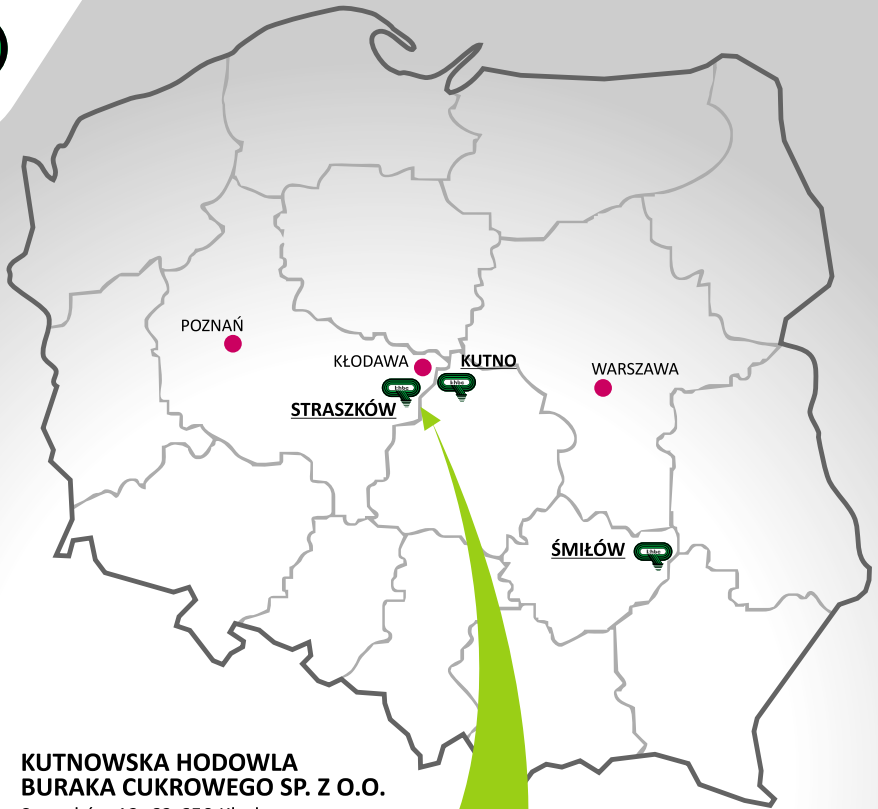 POZNAŃ
KŁODAWA
KUTNO
WARSZAWA
STRASZKÓW
ŚMIŁÓW
KUTNOWSKA HODOWLA
BURAKA CUKROWEGO SP. Z O.O.